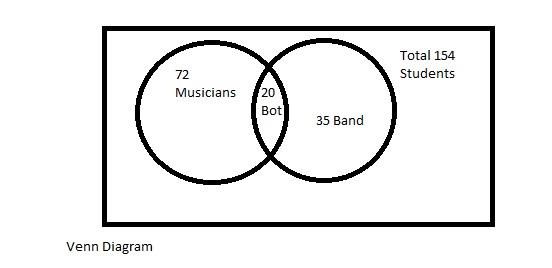 72
Musicians
20
Bot
35 Band
Total 154
Students
Venn Diagram